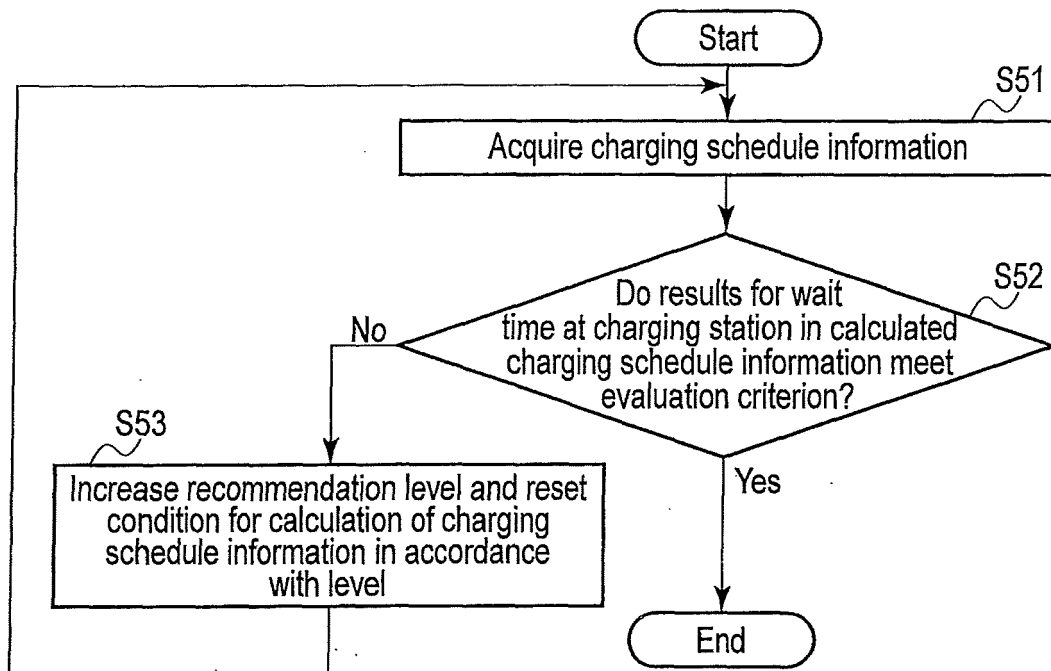 Start
S51
Acquire charging schedule information
S52
Do results for wait
time at charging station in calculated
charging schedule information meet
evaluation criterion?
No
Yes
S53
Increase recommendation level and reset
condition for calculation of charging
schedule information in accordance
with level
End